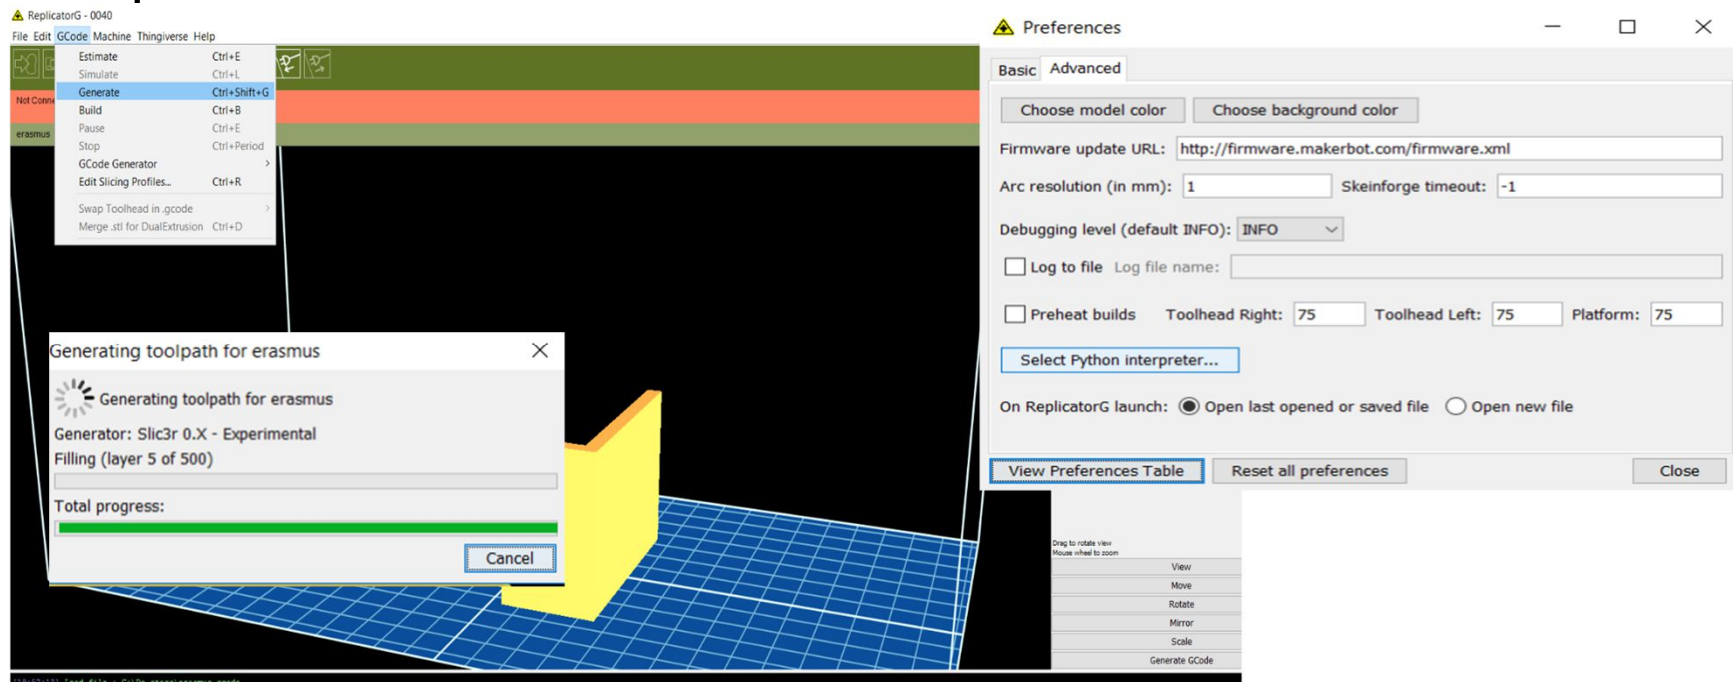 ReplicatorG - 0040
File Edit GCode Machine Thingiverse Help
Estimate Ctrl+E
Simulate Ctrl+L
Generate Ctrl+Shift+G
Not Conne
Build Ctrl+B
Pause Ctrl+E
erasmus
Stop Ctrl+Period
GCode Generator >
Edit Slicing Profiles... Ctrl+R
Swap Toolhead in .gcode >
Merge .stl for DualExtrusion Ctrl+D
Generating toolpath for erasmus
Generating toolpath for erasmus
Generator: Slic3r 0.X - Experimental
Filling (layer 5 of 500)
Total progress:
Cancel
Preferences
Basic Advanced
Choose model color Choose background color
Firmware update URL: http://firmware.makerbot.com/firmware.xml
Arc resolution (in mm): 1 Skeinforge timeout: -1
Debugging level (default INFO): INFO
Log to file Log file name:
Preheat builds Toolhead Right: 75 Toolhead Left: 75 Platform: 75
Select Python interpreter...
On ReplicatorG launch: Open last opened or saved file Open new file
View Preferences Table Reset all preferences Close
Drag to rotate view
Mouse wheel to zoom
View
Move
Rotate
Mirror
Scale
Generate GCode